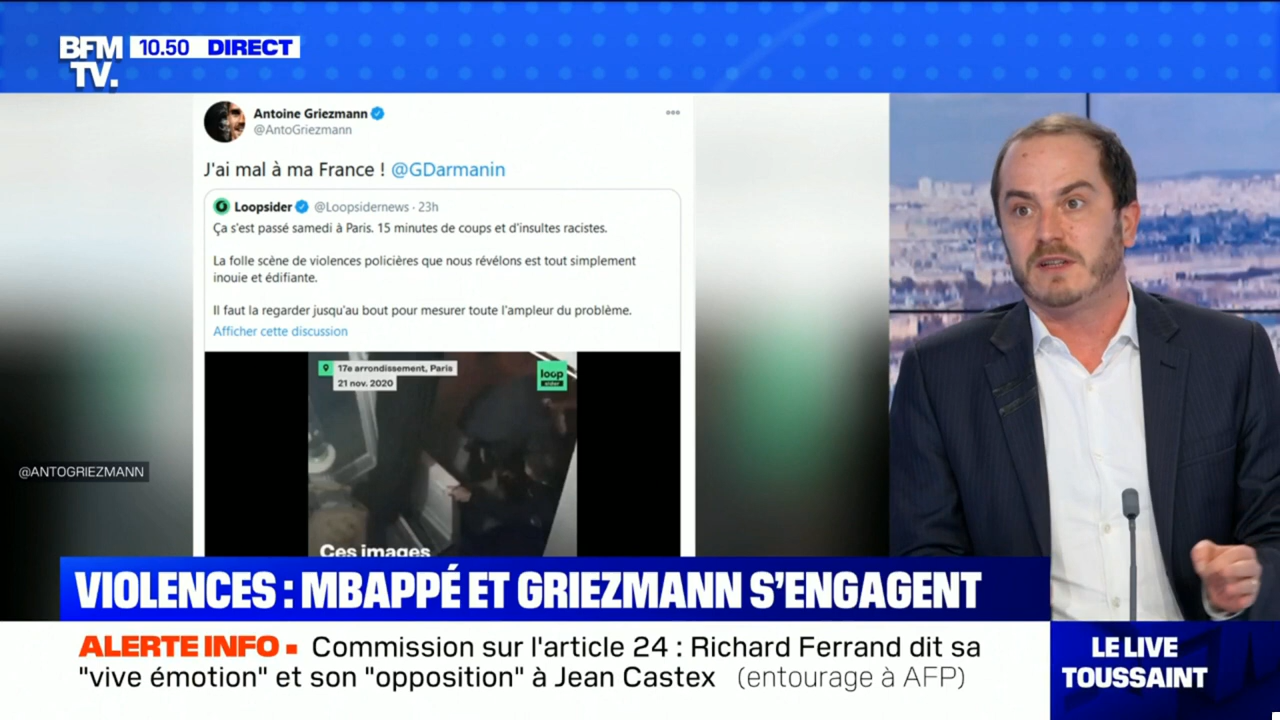 BFM
TV.
10.50 DIRECT
Antoine Griezmann
@AntoGriezmann
J'ai mal à ma France ! @GDarmanin
Loopsider @Loopsidernews · 23h
Ça s'est passé samedi à Paris. 15 minutes de coups et d'insultes racistes.
La folle scène de violences policières que nous révélons est tout simplement
inouie et édifiante.
Il faut la regarder jusqu'au bout pour mesurer toute l'ampleur du problème.
Afficher cette discussion
17e arrondissement, Paris
21 nov. 2020
loop
sider
Ces images
@ANTOGRIEZMANN
VIOLENCES : MBAPPÉ ET GRIEZMANN S'ENGAGENT
ALERTE INFO ▪ Commission sur l'article 24 : Richard Ferrand dit sa
"vive émotion" et son "opposition" à Jean Castex (entourage à AFP)
LE LIVE
TOUSSAINT